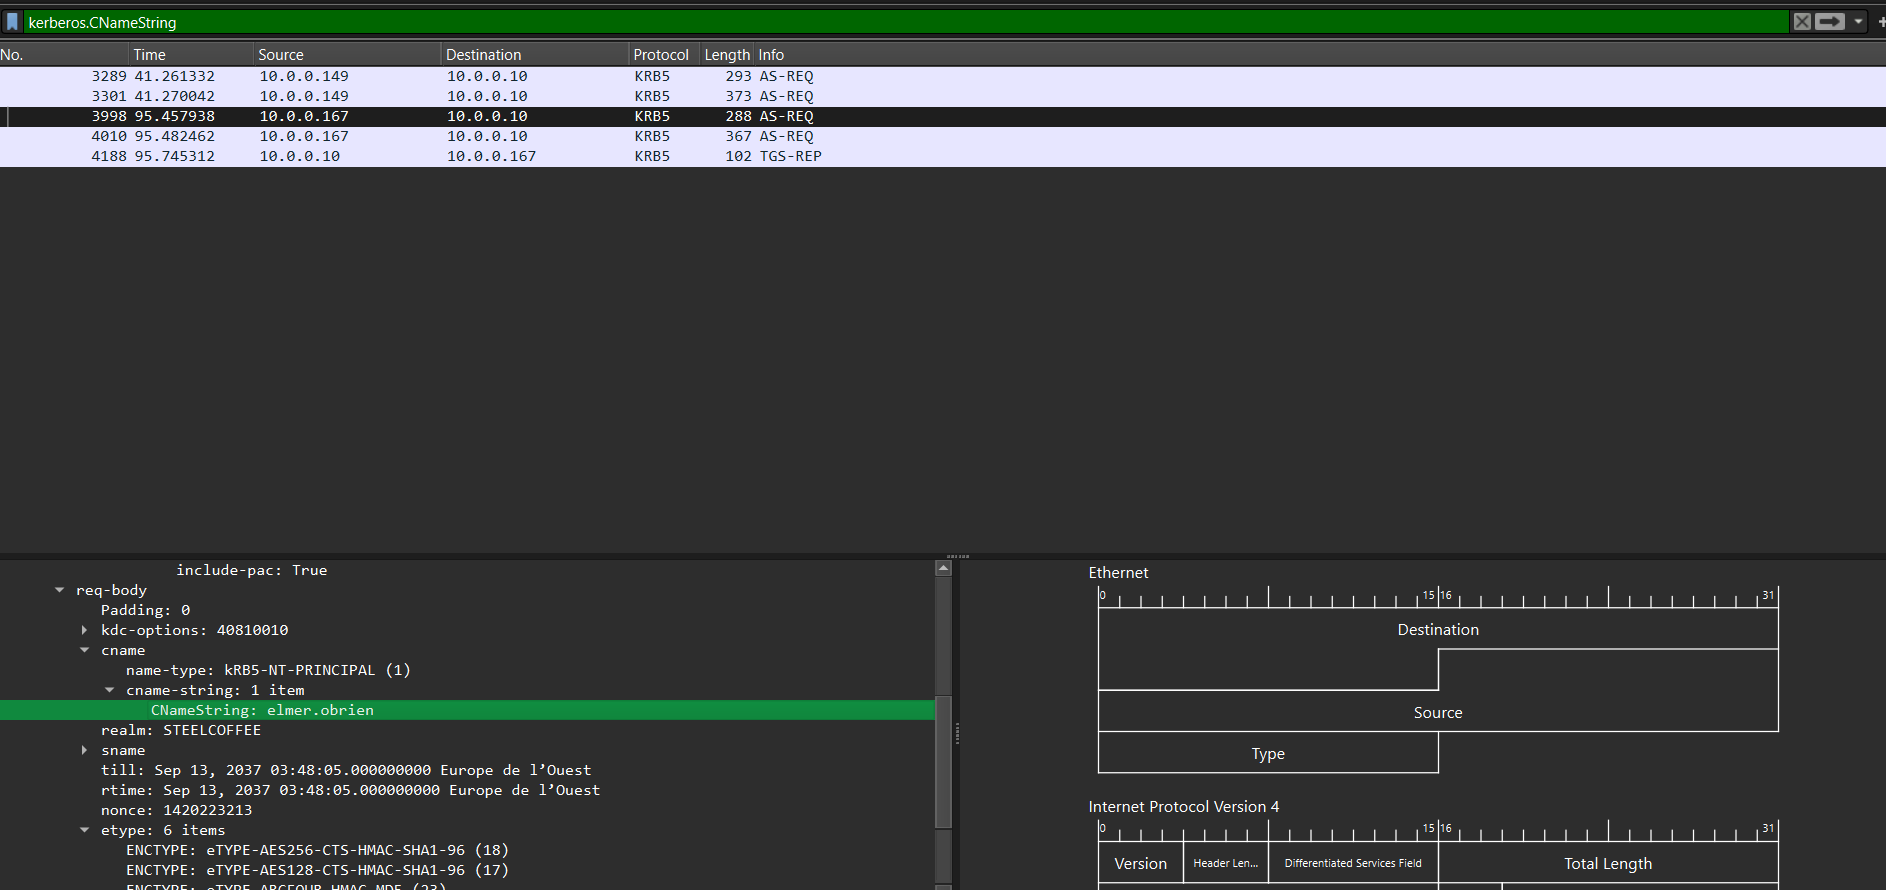 kerberos.CNameString
No. Time Source Destination Protocol Length Info
3289 41.261332 10.0.0.149 10.0.0.10 KRB5 293 AS-REQ
3301 41.270042 10.0.0.149 10.0.0.10 KRB5 373 AS-REQ
3998 95.457938 10.0.0.167 10.0.0.10 KRB5 288 AS-REQ
4010 95.482462 10.0.0.167 10.0.0.10 KRB5 367 AS-REQ
4188 95.745312 10.0.0.10 10.0.0.167 KRB5 102 TGS-REP
include-pac: True
req-body
Padding: 0
kdc-options: 40810010
cname
name-type: kRB5-NT-PRINCIPAL (1)
cname-string: 1 item
CNameString: elmer.obrien
realm: STEELCOFFEE
sname
till: Sep 13, 2037 03:48:05.000000000 Europe de l’Ouest
rtime: Sep 13, 2037 03:48:05.000000000 Europe de l’Ouest
nonce: 1420223213
etype: 6 items
ENCTYPE: eTYPE-AES256-CTS-HMAC-SHA1-96 (18)
ENCTYPE: eTYPE-AES128-CTS-HMAC-SHA1-96 (17)
ENCTYPE: eTYPE-ARCFOUR-HMAC-MD5 (23)
Ethernet
0 15 16 31
Destination
Source
Type
Internet Protocol Version 4
0 15 16 31
Version Header Len... Differentiated Services Field Total Length